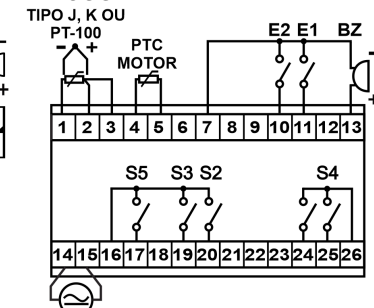 TIPO J, K OU
PT-100
- +
PTC
MOTOR
E2 E1 BZ
-
+
+
1 2 3 4 5 6 7 8 9 10 11 12 13
S5 S3 S2 S4
14 15 16 17 18 19 20 21 22 23 24 25 26